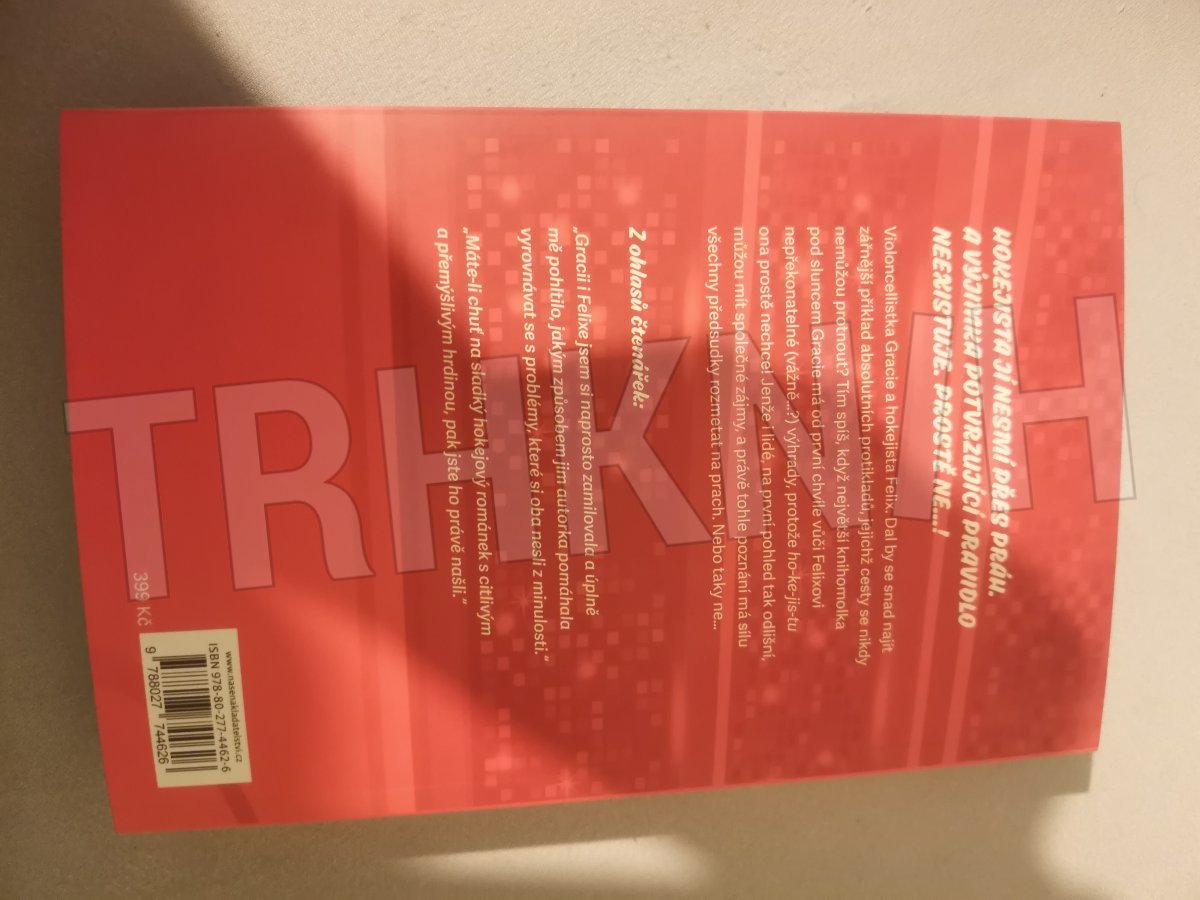 HOKEJISTA JÍ NESMÍ PŘES PRÁH.
A VÝJIMKA POTVRZUJÍCÍ PRAVIDLO
NEEXISTUJE. PROSTĚ NE...!
Violoncellistka Gracie a hokejista Felix. Dal by se snad najít
zářnější příklad absolutních protikladů, jejichž cesty se nikdy
nemůžou protnout? Tím spíš, když největší knihomolka
pod sluncem Gracie má od první chvíle vůči Felixovi
nepřekonatelné (vážně...?) výhrady, protože ho-ke-jis-tu
ona prostě nechce! Jenže i lidé, na první pohled tak odlišní,
můžou mít společné zájmy, a právě tohle poznání má sílu
všechny předsudky rozmetat na prach. Nebo taky ne...
Z ohlasů čtenářek:
„Gracii i Felixe jsem si naprosto zamilovala a úplně
mě pohltilo, jakým způsobem jim autorka pomáhala
vyrovnávat se s problémy, které si oba nesli z minulosti.“
„Máte-li chuť na sladký hokejový románek s citlivým
a přemýšlivým hrdinou, pak jste ho právě našli.“
399 Kč
www.nasenakladatelstvi.cz
ISBN 978-80-277-4462-6
9 788027 744626
TRHKNIH